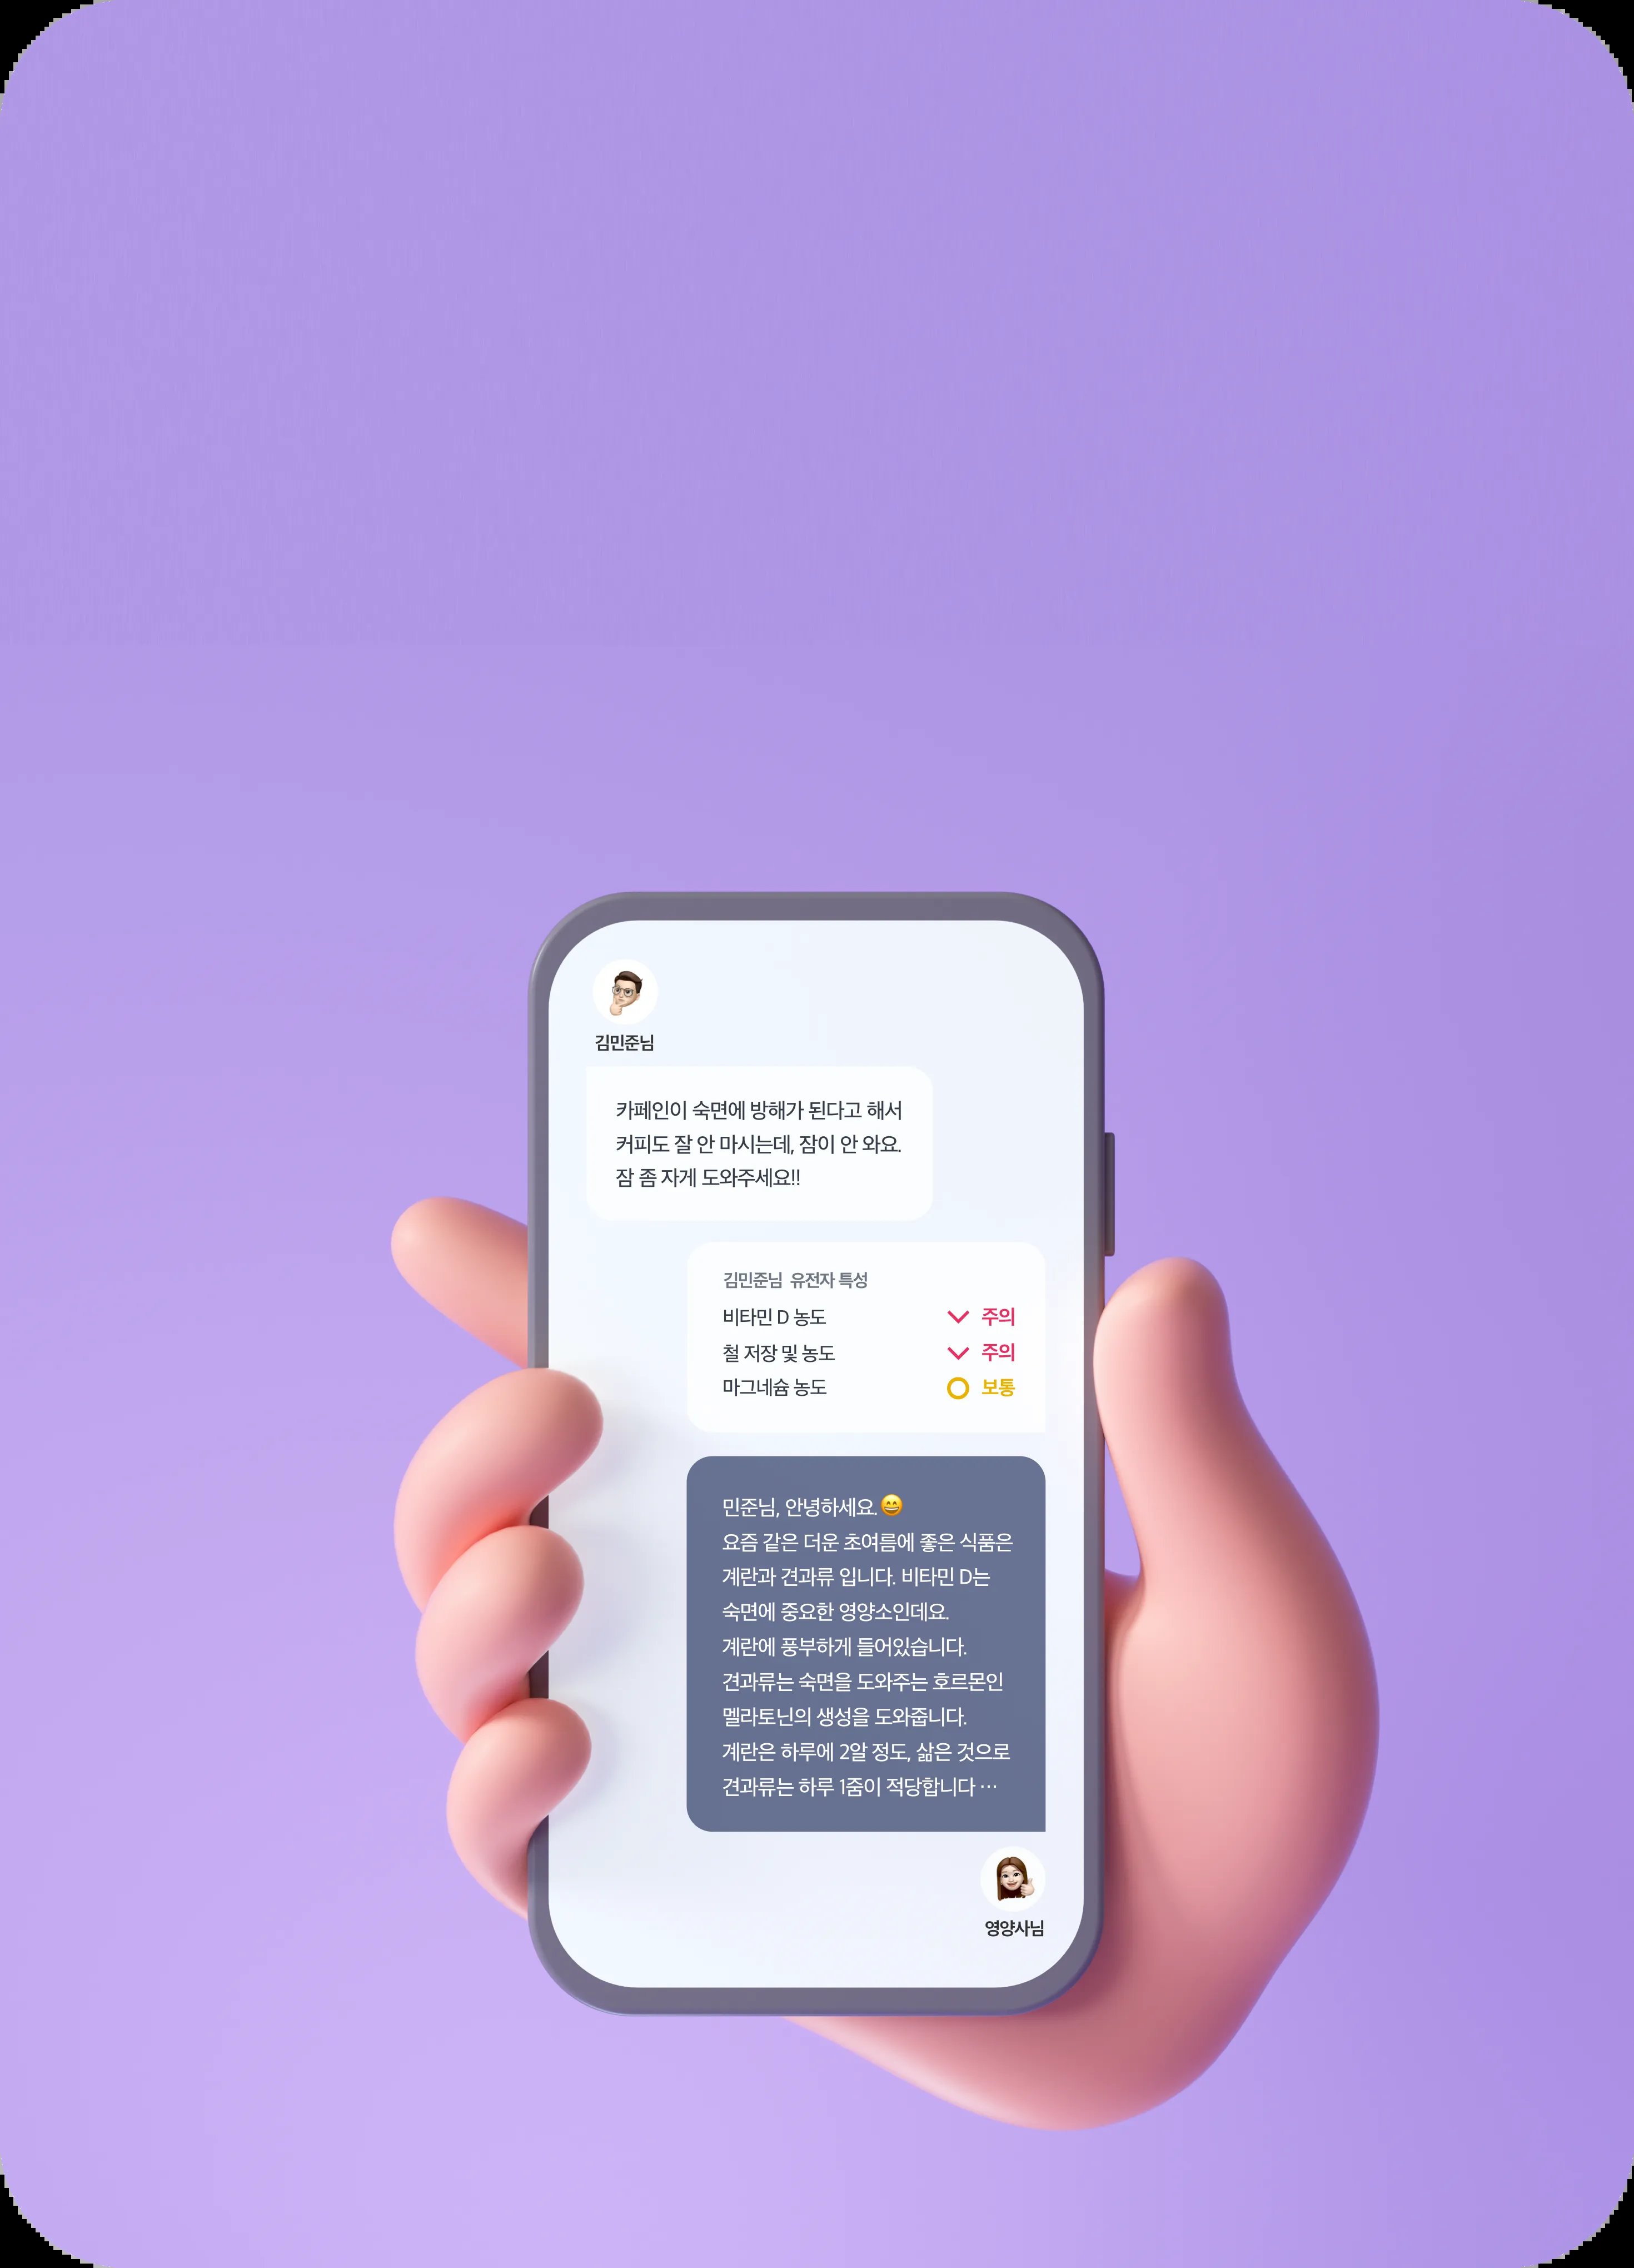 김민준님
카페인이 숙면에 방해가 된다고 해서
커피도 잘 안 마시는데, 잠이 안 와요.
잠 좀 자게 도와주세요!!
김민준님 유전자 특성
비타민 D 농도 주의
철 저장 및 농도 주의
마그네슘 농도 보통
민준님, 안녕하세요.😄
요즘 같은 더운 초여름에 좋은 식품은
계란과 견과류 입니다. 비타민 D는
숙면에 중요한 영양소인데요.
계란에 풍부하게 들어있습니다.
견과류는 숙면을 도와주는 호르몬인
멜라토닌의 생성을 도와줍니다.
계란은 하루에 2알 정도, 삶은 것으로
견과류는 하루 1줌이 적당합니다 ⋯
영양사님